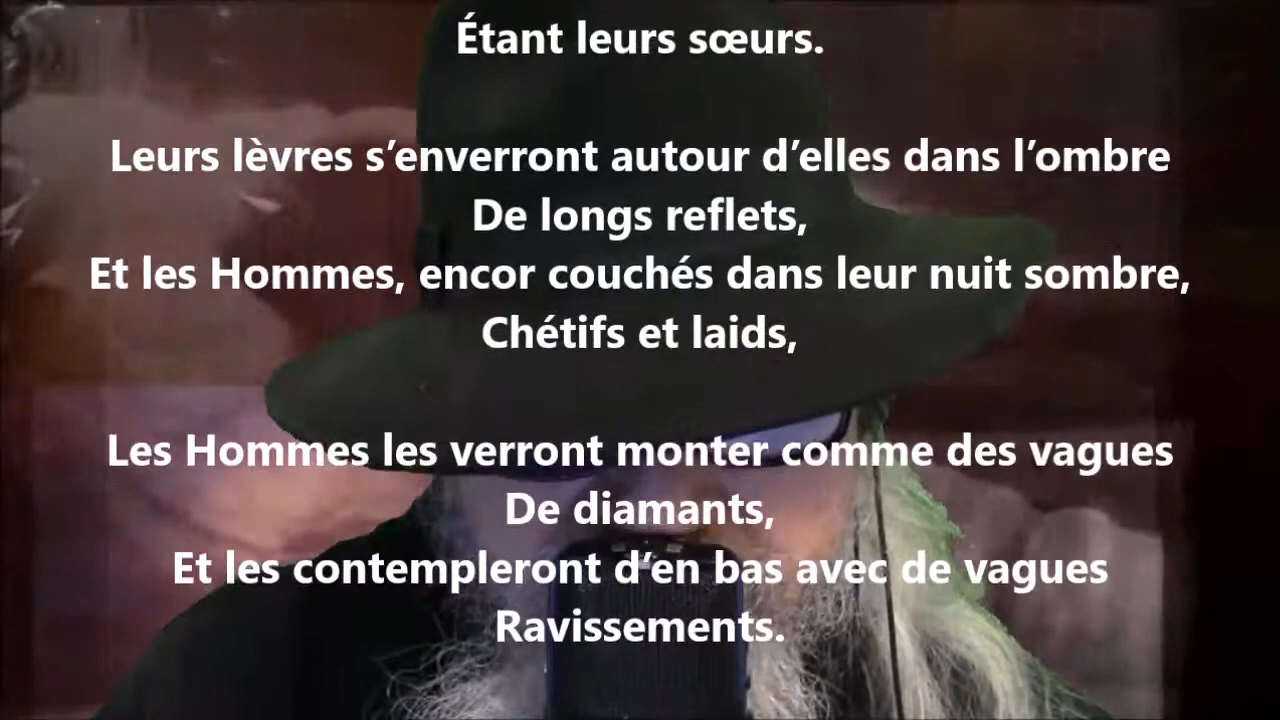 Étant leurs sœurs.
Leurs lèvres s’enverront autour d’elles dans l’ombre
De longs reflets,
Et les Hommes, encor couchés dans leur nuit sombre,
Chétifs et laids,
Les Hommes les verront monter comme des vagues
De diamants,
Et les contempleront d’en bas avec de vagues
Ravissements.